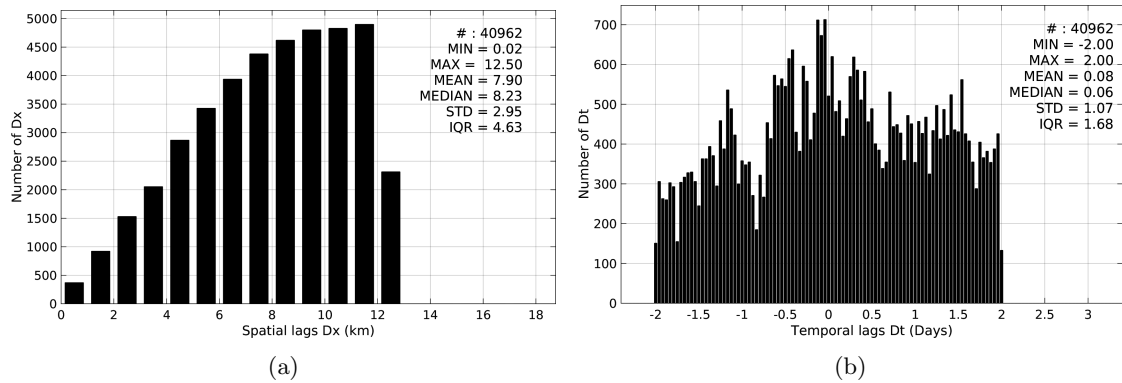 5000
4500
4000
3500
3000
2500
2000
1500
1000
500
0
Number of Dx
# : 40962
MIN = 0.02
MAX = 12.50
MEAN = 7.90
MEDIAN = 8.23
STD = 2.95
IQR = 4.63
0 2 4 6 8 10 12 14 16 18
Spatial lags Dx (km)
(a)
700
600
500
400
300
200
100
0
Number of Dt
# : 40962
MIN = -2.00
MAX = 2.00
MEAN = 0.08
MEDIAN = 0.06
STD = 1.07
IQR = 1.68
-2 -1.5 -1 -0.5 0 0.5 1 1.5 2 2.5 3
Temporal lags Dt (Days)
(b)